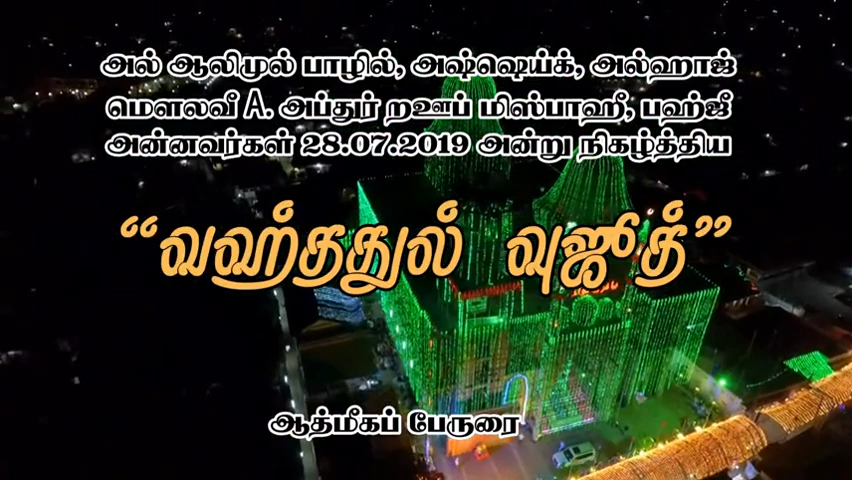 அல் ஆலிமுல் பாழில், அஷ்ஷெய்க், அல்ஹாஜ்
மௌலவீ A. அப்துர் றஊப் மிஸ்பாஹீ, பஹ்ஜீ
அன்னவர்கள் 28.07.2019 அன்று நிகழ்த்திய
“வஹ்ததுல் வுஜூத்”
ஆத்மீகப் பேருரை